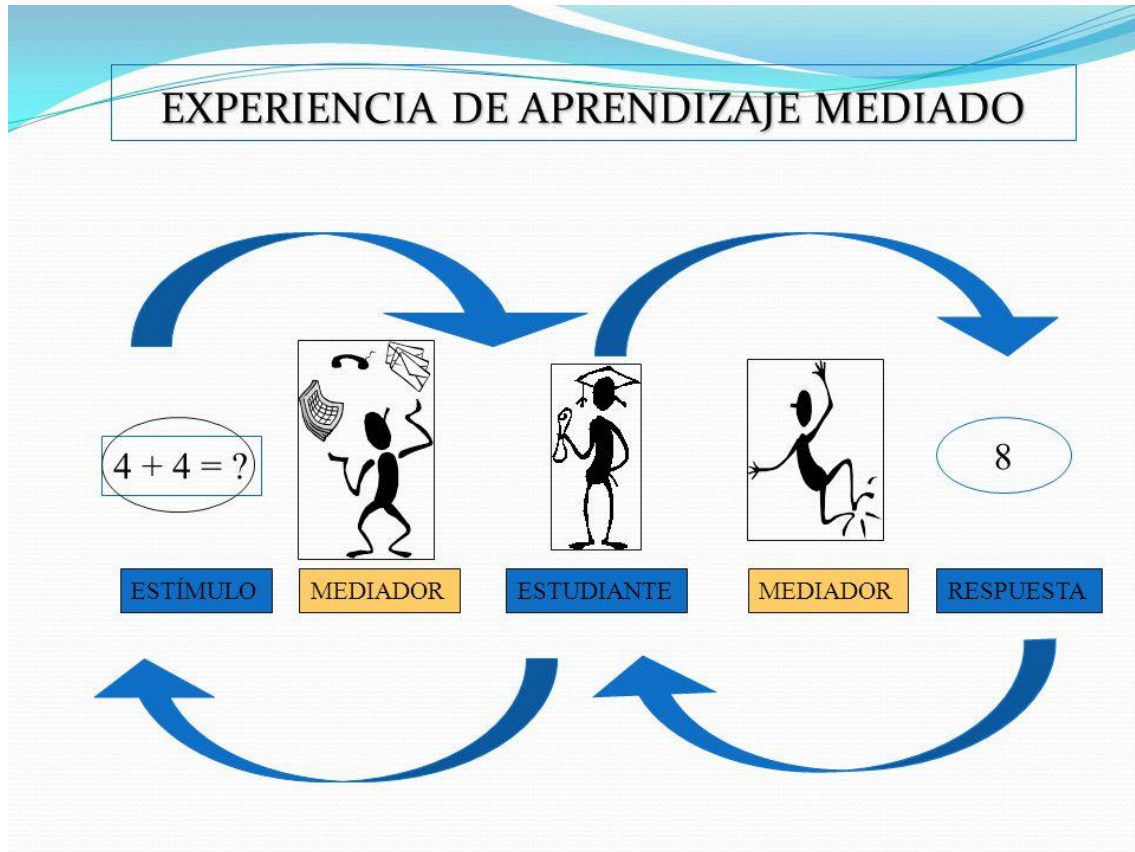 EXPERIENCIA DE APRENDIZAJE MEDIADO
4 + 4 = ?
8
ESTÍMULO
MEDIADOR
ESTUDIANTE
MEDIADOR
RESPUESTA